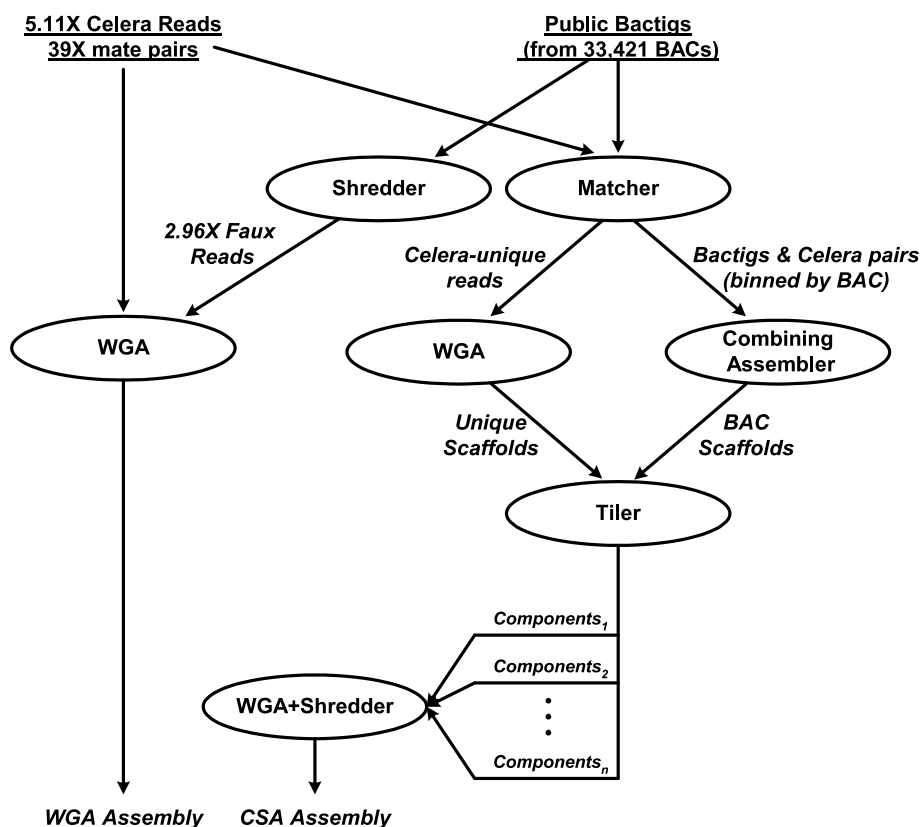 5.11X Celera Reads
39X mate pairs
Public Bactigs
(from 33,421 BACs)
Shredder
Matcher
2.96X Faux
Reads
Celera-unique
reads
Bactigs & Celera pairs
(binned by BAC)
WGA
WGA
Combining
Assembler
Unique
Scaffolds
BAC
Scaffolds
Tiler
Components1
Components2
WGA+Shredder
Componentsn
WGA Assembly
CSA Assembly